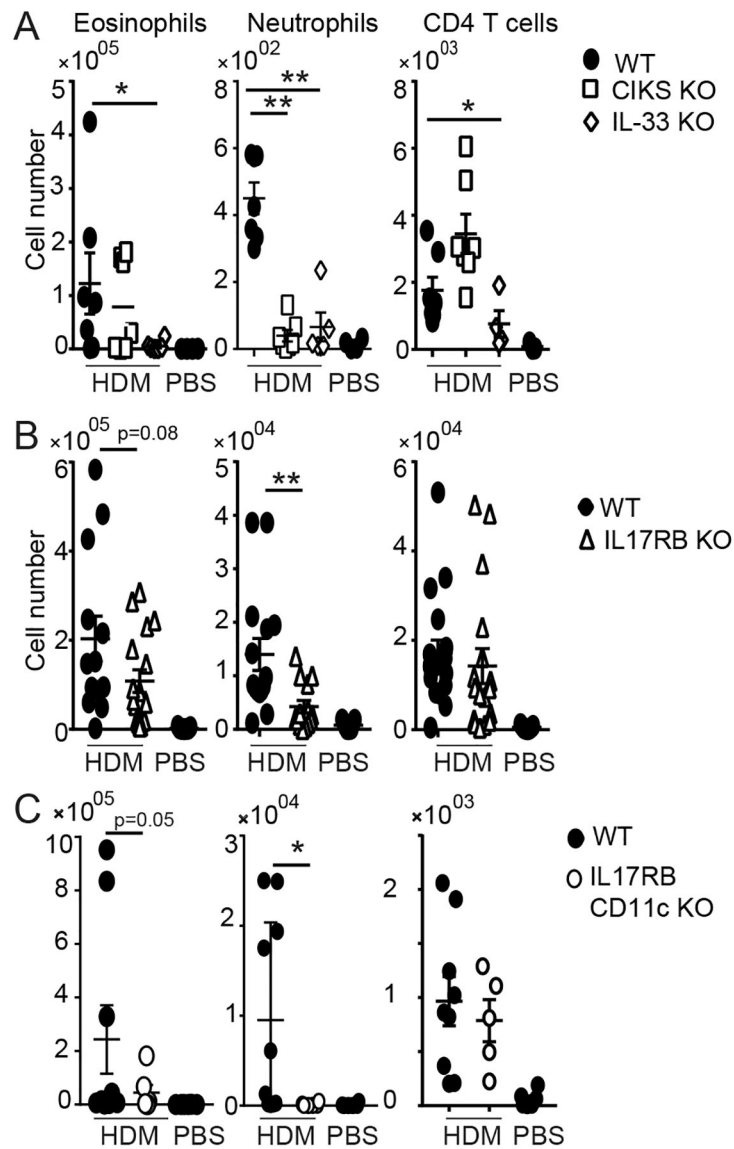 A
Eosinophils
Neutrophils
CD4 T cells
×10^05
×10^02
×10^03
WT
CIKS KO
IL-33 KO
Cell number
5
4
4
2
1
0
8
6
4
2
0
8
6
4
2
0
*
**
**
*
HDM PBS
HDM PBS
HDM PBS
B
×10^05
×10^04
×10^04
p=0.08
**
WT
IL17RB KO
Cell number
6
4
2
0
5
4
3
2
1
0
6
4
2
0
HDM PBS
HDM PBS
HDM PBS
C
×10^05
×10^04
×10^03
p=0.05
*
WT
IL17RB
CD11c KO
10
8
6
4
2
0
3
2
1
0
2
1
0
HDM PBS
HDM PBS
HDM PBS